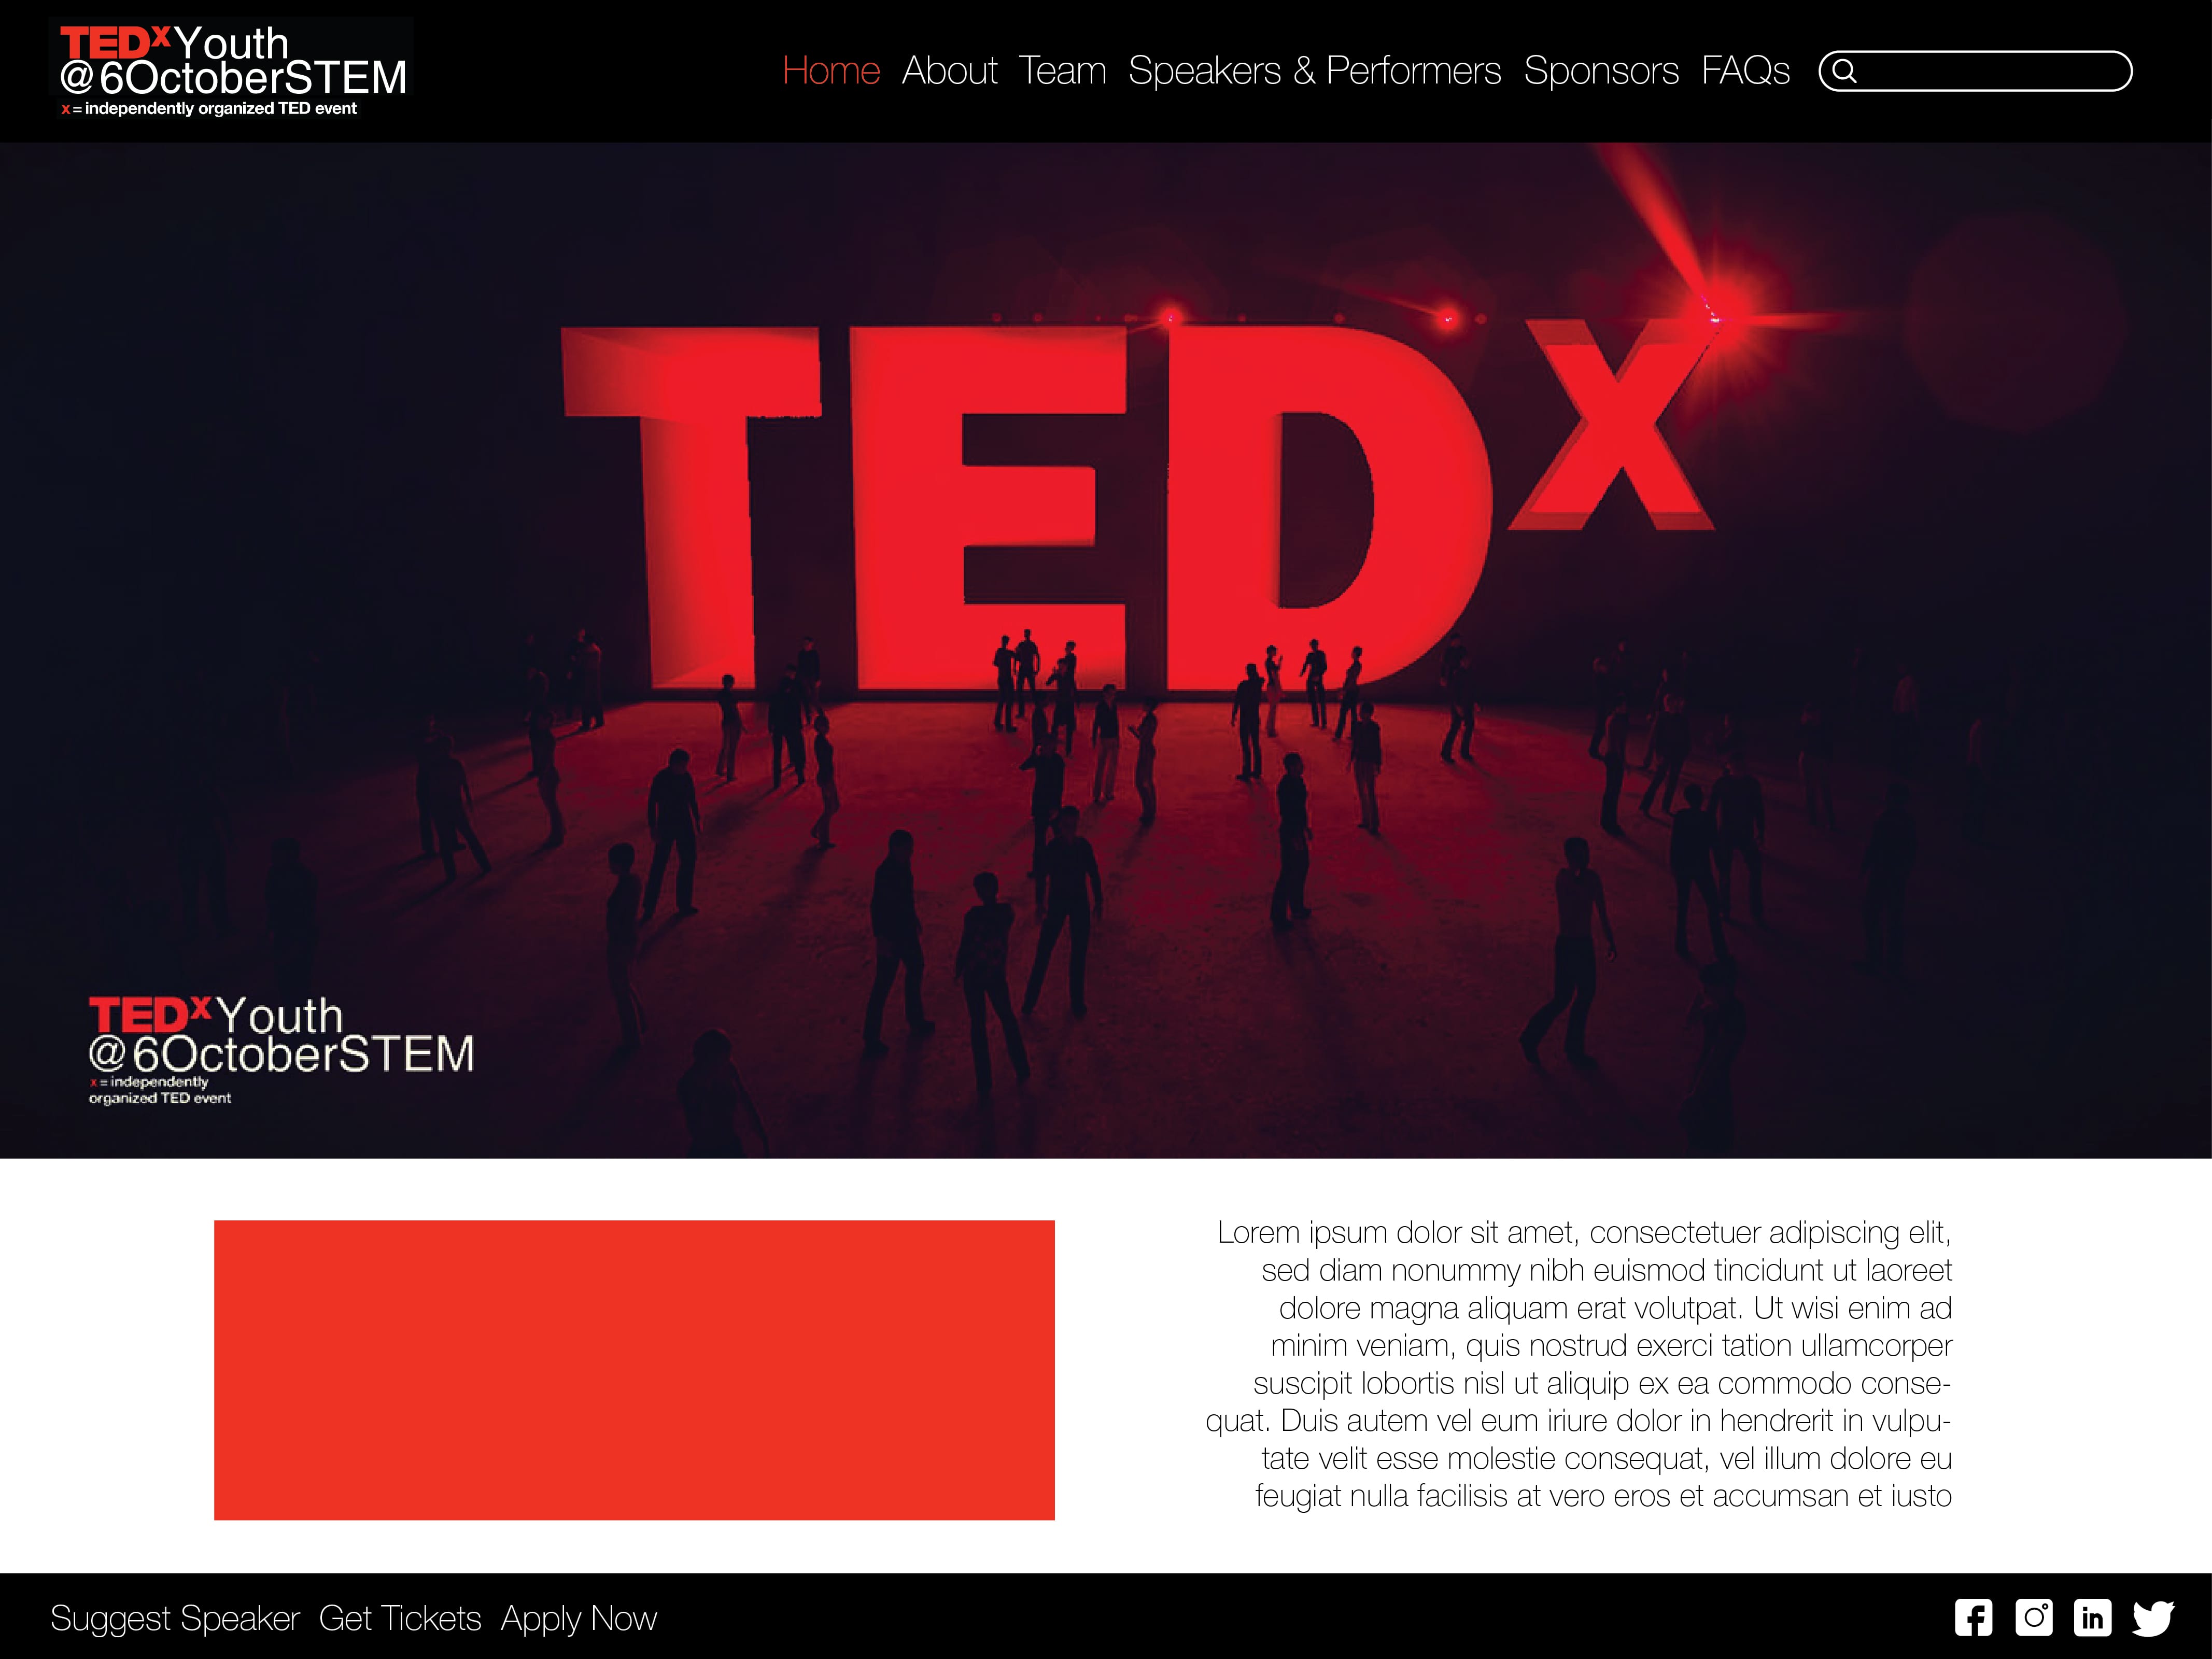 TEDxYouth
@6OctoberSTEM
x = independently organized TED event
Home About Team Speakers & Performers Sponsors FAQs
TEDx
TEDxYouth
@6OctoberSTEM
x = independently
organized TED event
Lorem ipsum dolor sit amet, consectetuer adipiscing elit,
sed diam nonummy nibh euismod tincidunt ut laoreet
dolore magna aliquam erat volutpat. Ut wisi enim ad
minim veniam, quis nostrud exerci tation ullamcorper
suscipit lobortis nisl ut aliquip ex ea commodo conse-
quat. Duis autem vel eum iriure dolor in hendrerit in vulpu-
tate velit esse molestie consequat, vel illum dolore eu
feugiat nulla facilisis at vero eros et accumsan et iusto
Suggest Speaker Get Tickets Apply Now